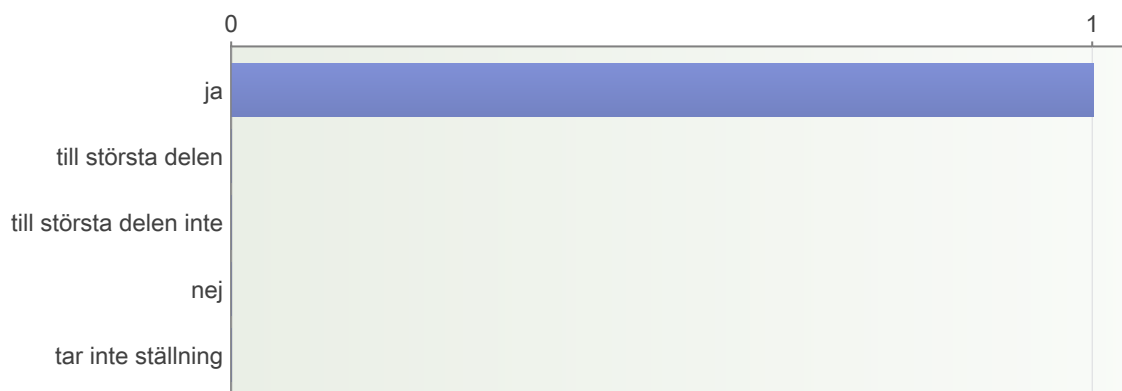 0 1
ja
till största delen
till största delen inte
nej
tar inte ställning